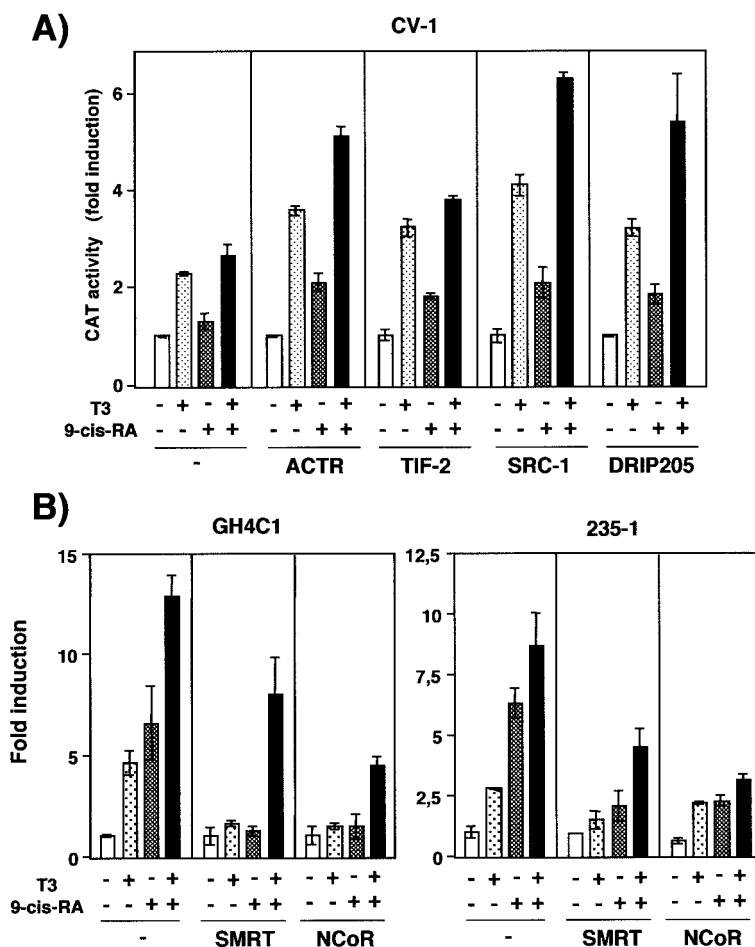 A)
CV-1
CAT activity (fold induction)
6
4
2
0
T3 - + - + - + - + - + - + - + - + - + - +
9-cis-RA - - + + - - + + - - + + - - + + - - + +
- ACTR TIF-2 SRC-1 DRIP205
B)
GH4C1 235-1
Fold induction
15
10
5
0
12,5
10
7,5
5
2,5
0
T3 - + - + - + - + - + - + - + - + - + - + - + - +
9-cis-RA - - + + - - + + - - + + - - + + - - + + - - + +
- SMRT NCoR - SMRT NCoR